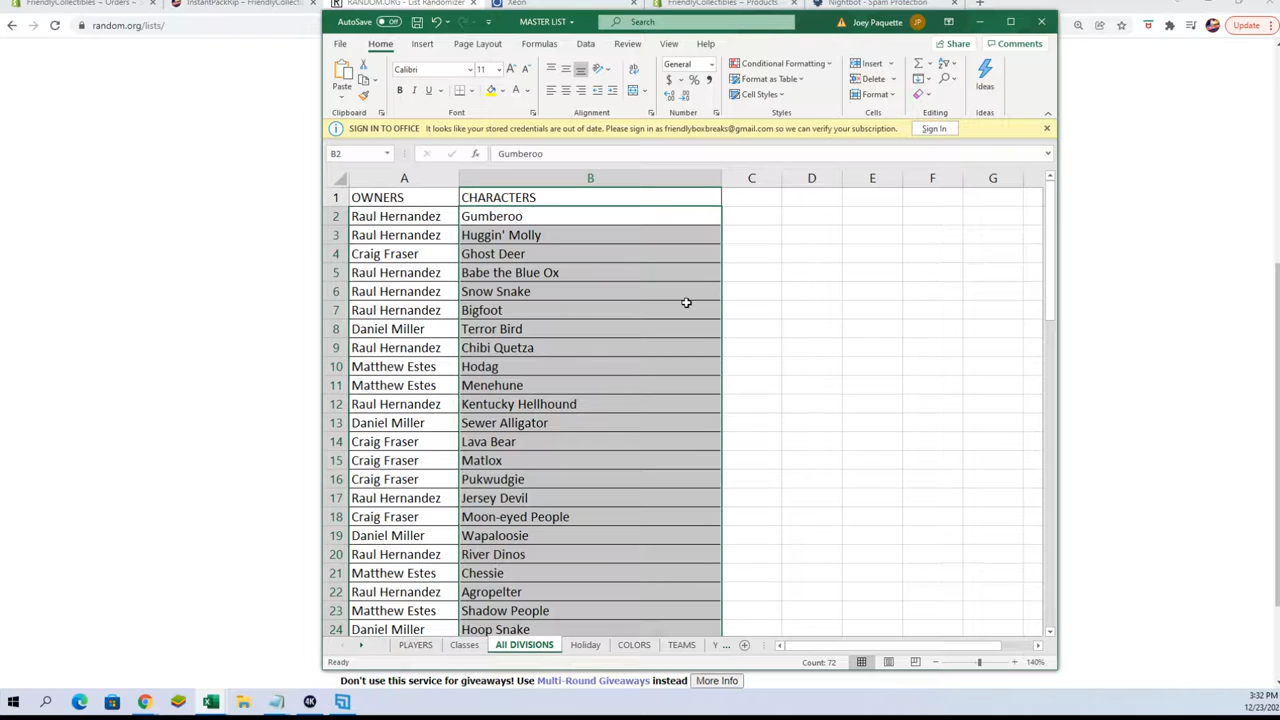 FriendlyCollectibles – Orders
InstantPackRip – FriendlyCollect
RANDOM.ORG - List Randomizer
Xeon
FriendlyCollectibles – Products
Nightbot - Spam Protection
random.org/lists/
Update
AutoSave Off
MASTER LIST
Search
Joey Paquette
JP
File Home Insert Page Layout Formulas Data Review View Help
Share Comments
Paste
Calibri 11
B I U
General
$ % 9
Conditional Formatting
Format as Table
Cell Styles
Insert
Delete
Format
Ideas
Clipboard Font Alignment Number Styles Cells Editing Ideas
SIGN IN TO OFFICE It looks like your stored credentials are out of date. Please sign in as friendlyboxbreaks@gmail.com so we can verify your subscription. Sign In
B2 fx Gumberoo
A B C D E F G
1 OWNERS CHARACTERS
2 Raul Hernandez Gumberoo
3 Raul Hernandez Huggin' Molly
4 Craig Fraser Ghost Deer
5 Raul Hernandez Babe the Blue Ox
6 Raul Hernandez Snow Snake
7 Raul Hernandez Bigfoot
8 Daniel Miller Terror Bird
9 Raul Hernandez Chibi Quetza
10 Matthew Estes Hodag
11 Matthew Estes Menehune
12 Raul Hernandez Kentucky Hellhound
13 Daniel Miller Sewer Alligator
14 Craig Fraser Lava Bear
15 Craig Fraser Matlox
16 Craig Fraser Pukwudgie
17 Raul Hernandez Jersey Devil
18 Craig Fraser Moon-eyed People
19 Daniel Miller Wapaloosie
20 Raul Hernandez River Dinos
21 Matthew Estes Chessie
22 Raul Hernandez Agropelter
23 Matthew Estes Shadow People
24 Daniel Miller Hoop Snake
PLAYERS Classes All DIVISIONS Holiday COLORS TEAMS Y ...
Ready Count: 72 140%
Don't use this service for giveaways! Use Multi-Round Giveaways instead More Info
4K
3:32 PM
12/23/202